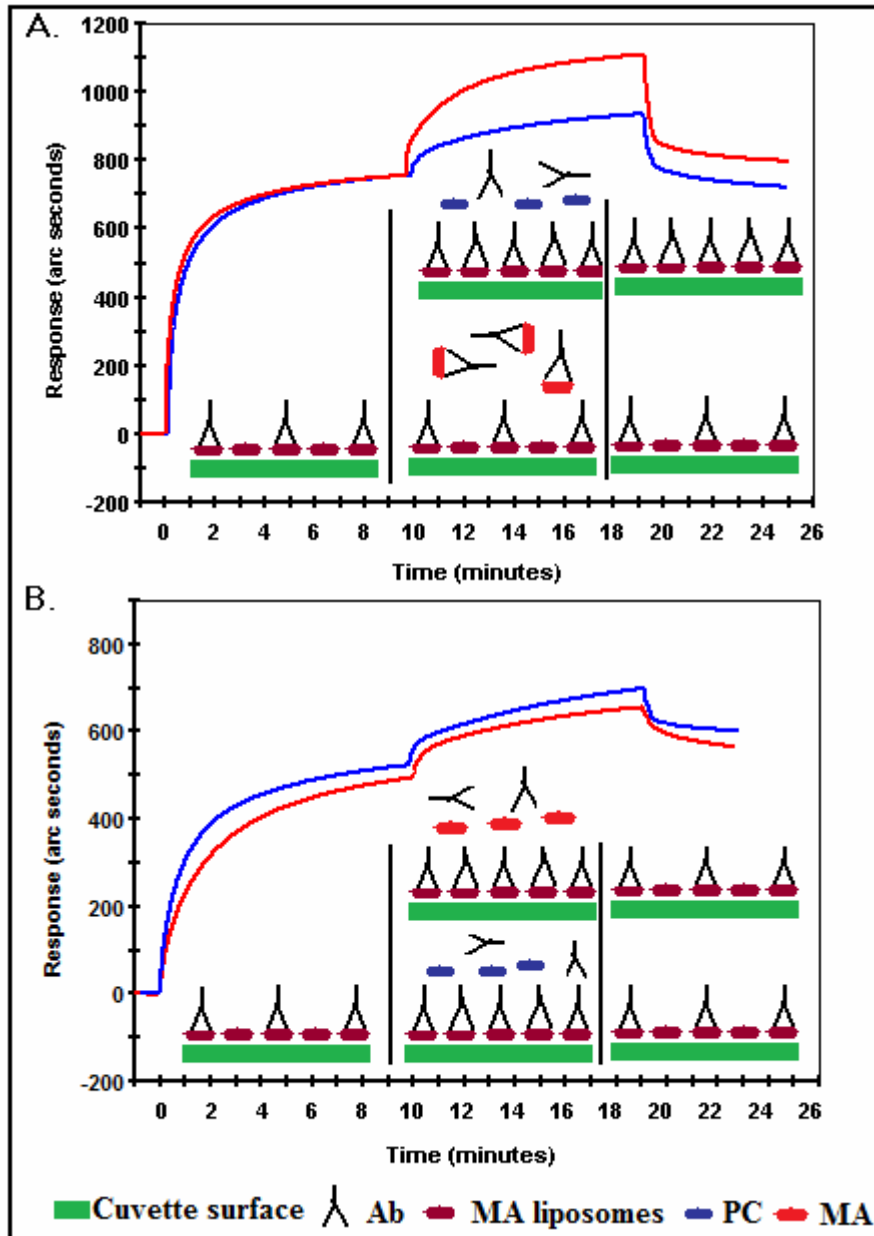 A.
1200
1000
800
600
400
200
0
-200
Response (arc seconds)
0 2 4 6 8 10 12 14 16 18 20 22 24 26
Time (minutes)
B.
800
600
400
200
0
-200
Response (arc seconds)
0 2 4 6 8 10 12 14 16 18 20 22 24 26
Time (minutes)
Cuvette surface Ab MA liposomes PC MA